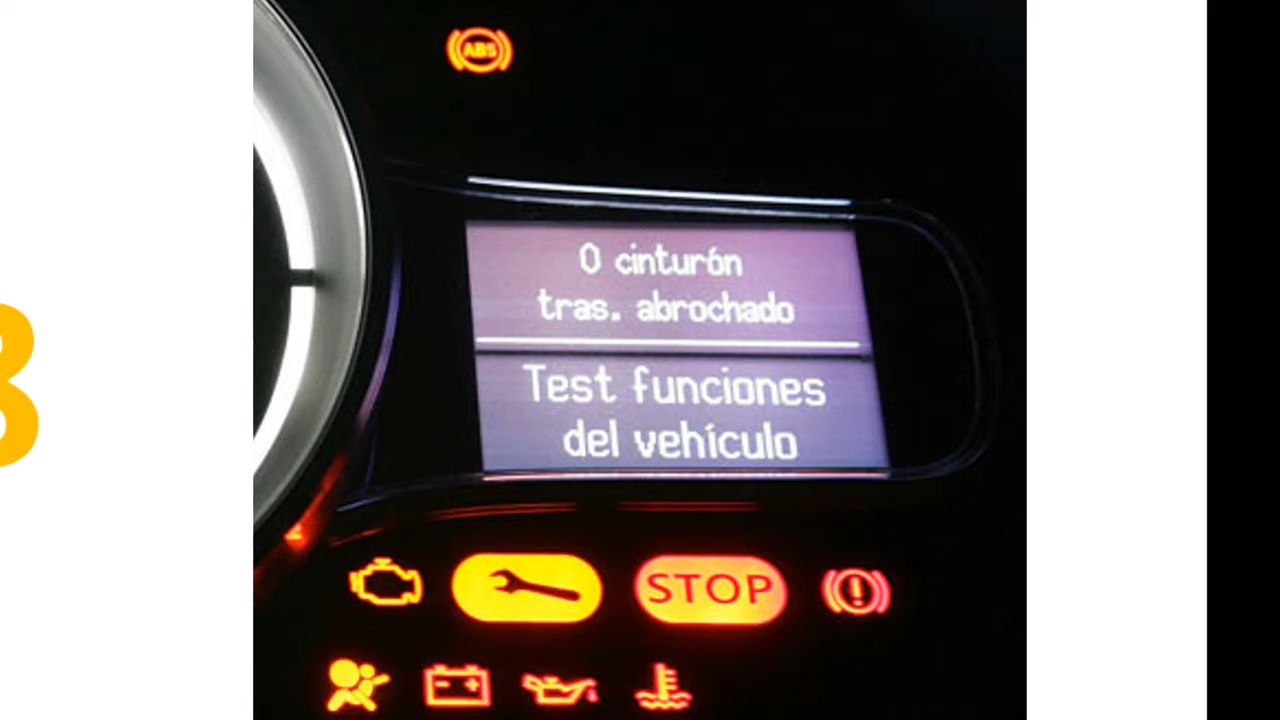 ABS
0 cinturón
tras. abrochado
Test funciones
del vehículo
STOP